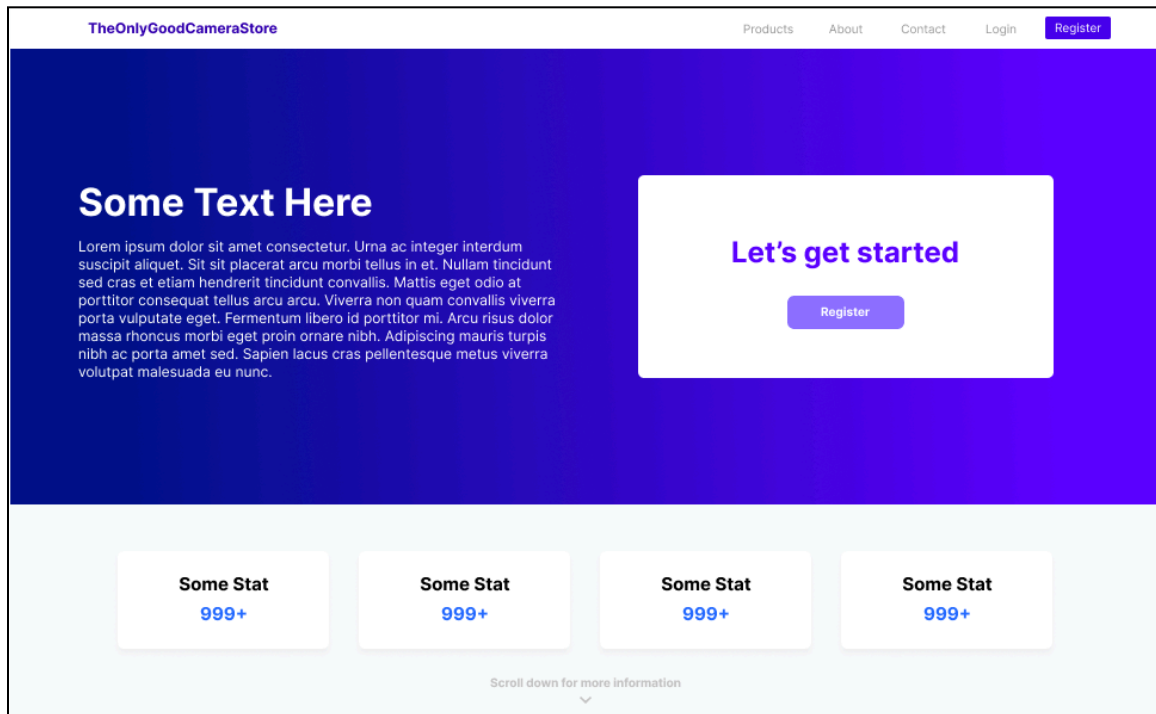 TheOnlyGoodCameraStore
Products About Contact Login Register
Some Text Here
Lorem ipsum dolor sit amet consectetur. Urna ac integer interdum
suscipit aliquet. Sit sit placerat arcu morbi tellus in et. Nullam tincidunt
sed cras et etiam hendrerit tincidunt convallis. Mattis eget odio at
porttitor consequat tellus arcu arcu. Viverra non quam convallis viverra
porta vulputate eget. Fermentum libero id porttitor mi. Arcu risus dolor
massa rhoncus morbi eget proin ornare nibh. Adipiscing mauris turpis
nibh ac porta amet sed. Sapien lacus cras pellentesque metus viverra
volutpat malesuada eu nunc.
Let’s get started
Register
Some Stat
999+
Some Stat
999+
Some Stat
999+
Some Stat
999+
Scroll down for more information